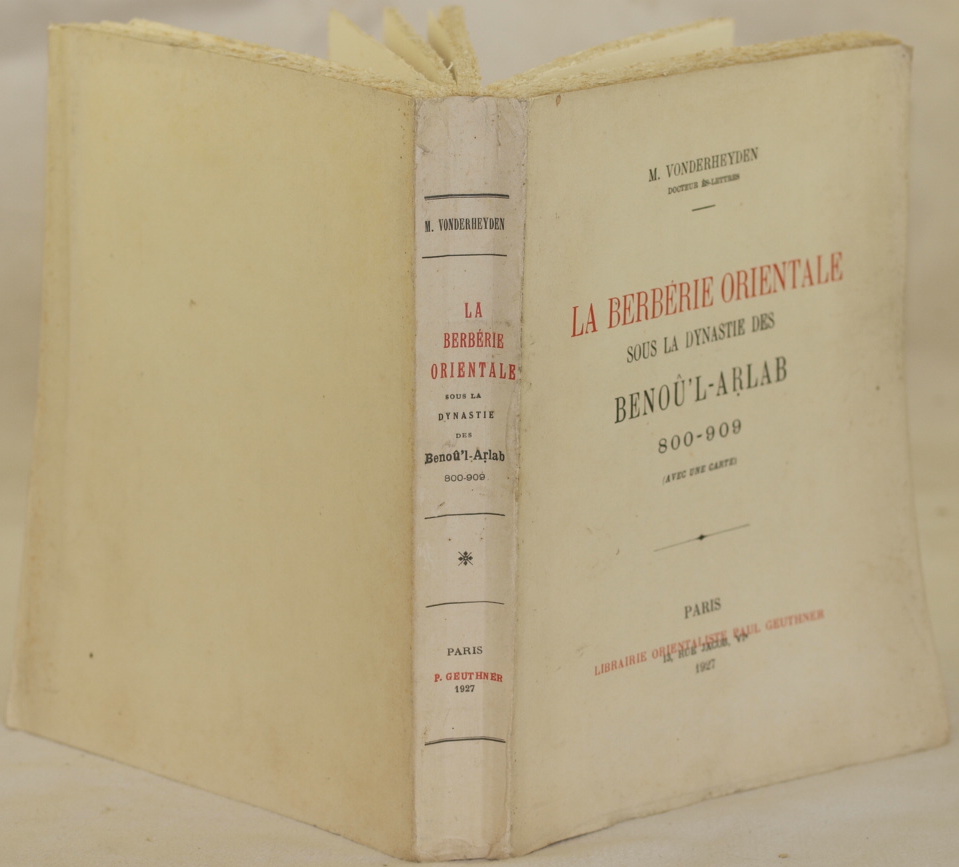 M. VONDERHEYDEN
LA
BERBÉRIE
ORIENTALE
SOUS LA
DYNASTIE
DES
Benoû'l-Aṛlab
800-909
PARIS
P. GEUTHNER
1927
M. VONDERHEYDEN
DOCTEUR ÈS-LETTRES
LA BERBÉRIE ORIENTALE
SOUS LA DYNASTIE DES
BENOÛ'L-AṚLAB
800-909
(AVEC UNE CARTE)
PARIS
LIBRAIRIE ORIENTALISTE PAUL GEUTHNER
13, RUE JACOB, VIᵉ
1927